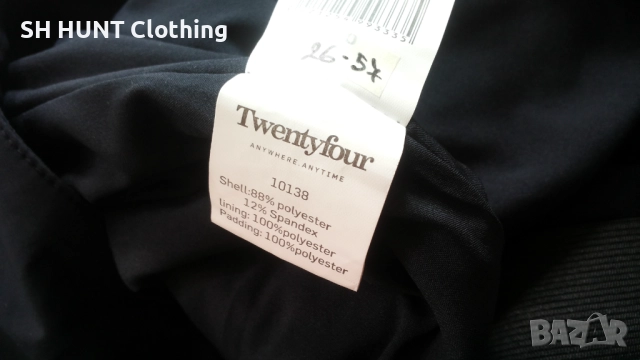 SH HUNT Clothing
26-57
Twentyfour
ANYWHERE.ANYTIME
10138
Shell:88% polyester
12% Spandex
lining: 100%polyester
Padding: 100%polyester
BAZAR